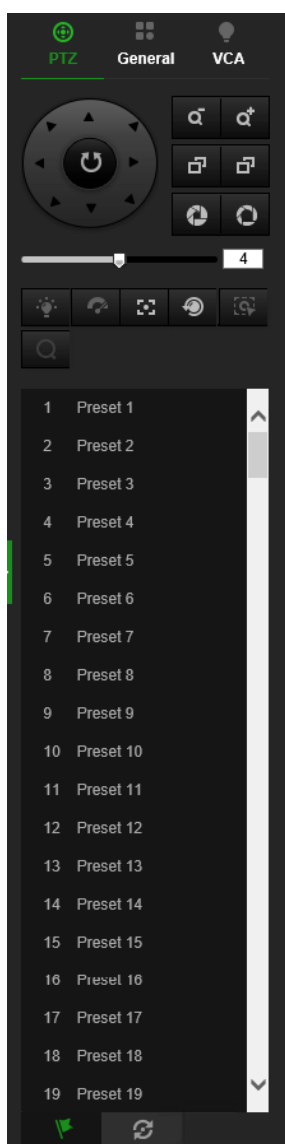 PTZ General VCA
4
1 Preset 1
2 Preset 2
3 Preset 3
4 Preset 4
5 Preset 5
6 Preset 6
7 Preset 7
8 Preset 8
9 Preset 9
10 Preset 10
11 Preset 11
12 Preset 12
13 Preset 13
14 Preset 14
15 Preset 15
16 Preset 16
17 Preset 17
18 Preset 18
19 Preset 19